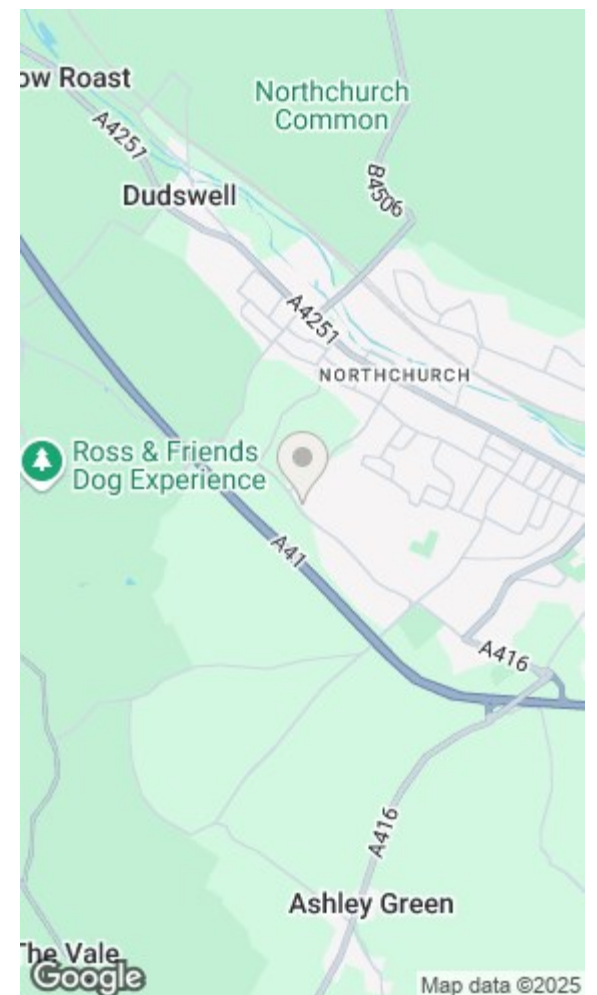 ow Roast
Northchurch
Common
A4251
B4506
Dudswell
A4251
NORTHCHURCH
Ross & Friends
Dog Experience
A41
A416
A416
Ashley Green
The Vale
Google
Map data ©2025